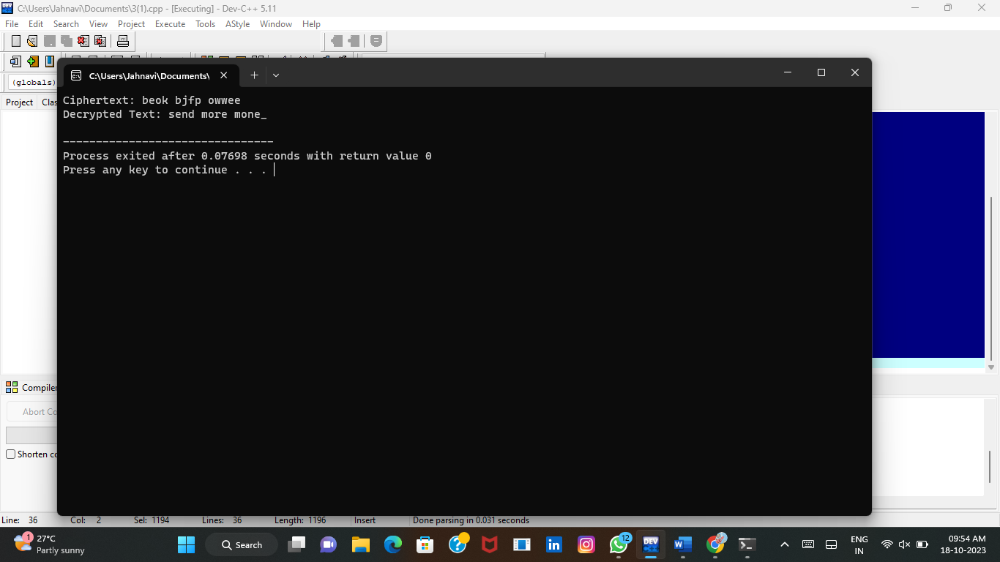 C:\Users\Jahnavi\Documents\3(1).cpp - [Executing] - Dev-C++ 5.11
File Edit Search View Project Execute Tools AStyle Window Help
(globals)
Project Clas
C:\Users\Jahnavi\Documents\
Ciphertext: beok bjfp owwee
Decrypted Text: send more mone_
--------------------------------
Process exited after 0.07698 seconds with return value 0
Press any key to continue . . .
Compiler
Abort Co
Shorten co
Line: 36 Col: 2 Sel: 1194 Lines: 36 Length: 1196 Insert Done parsing in 0.031 seconds
1
27°C
Partly sunny
Search
12
DEV
ENG
IN
09:54 AM
18-10-2023